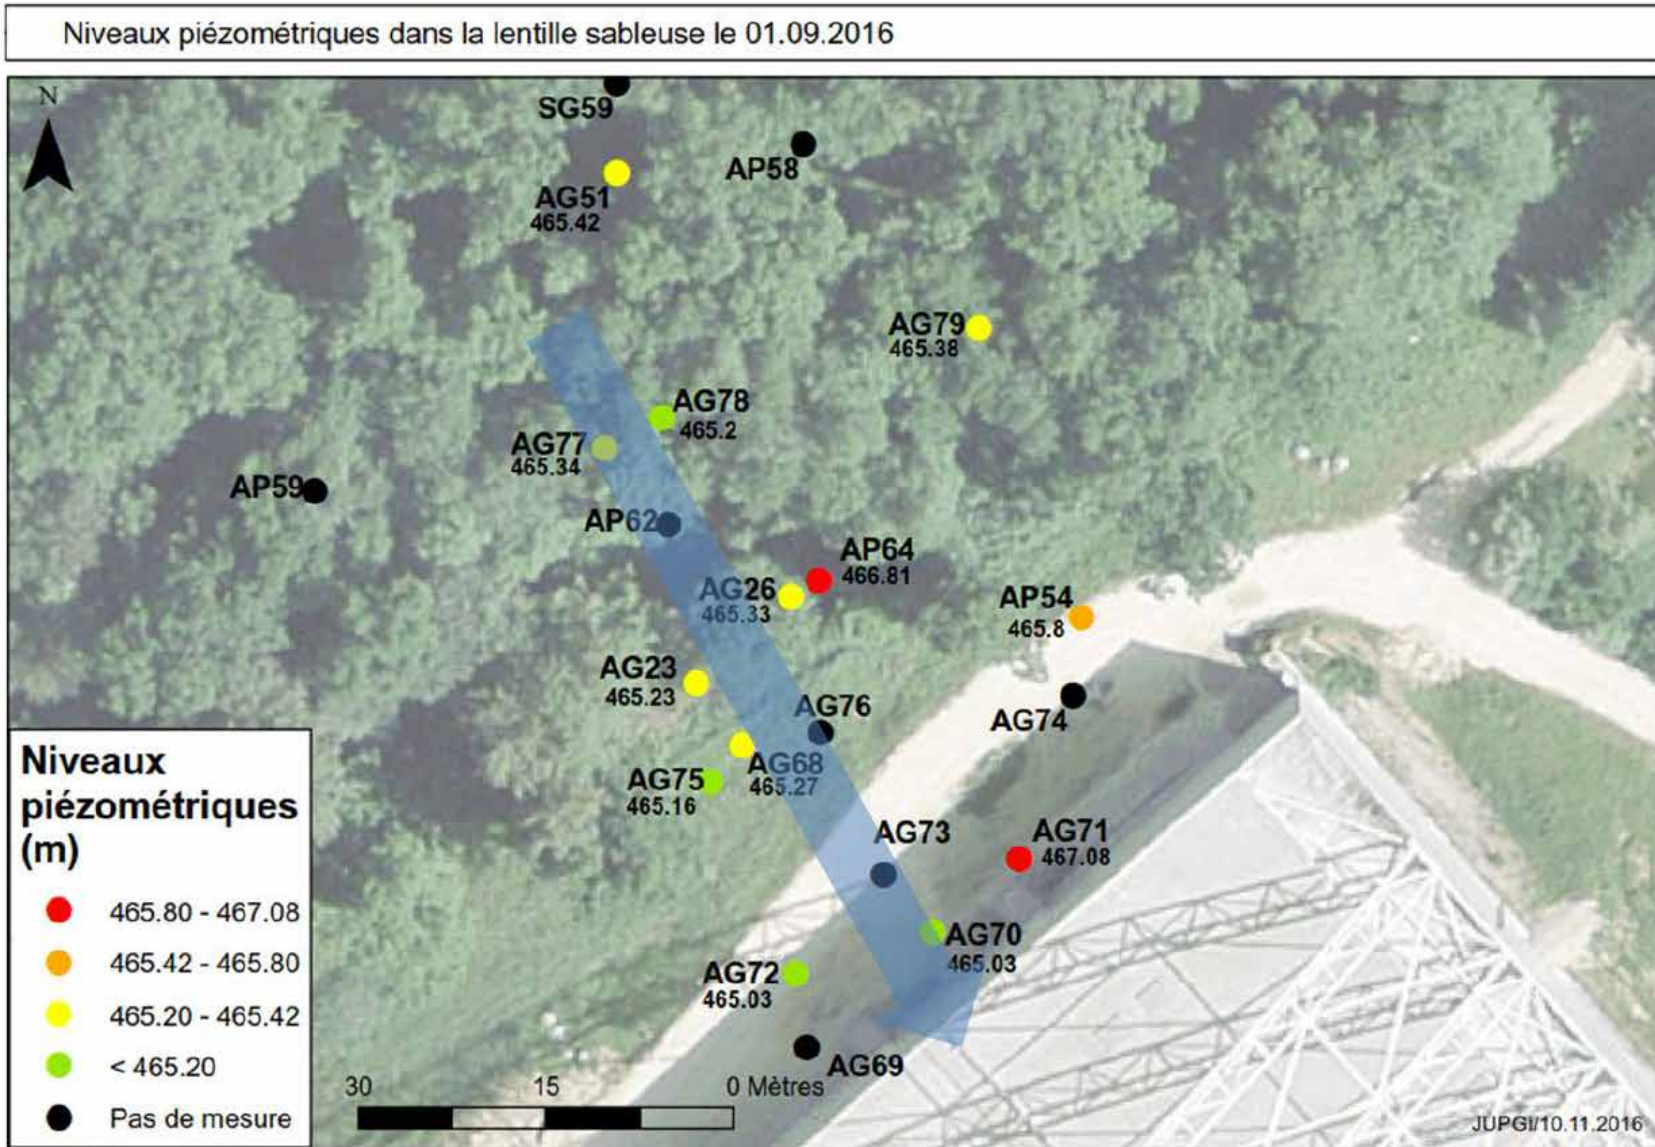 Niveaux piézométriques dans la lentille sableuse le 01.09.2016
N
SG59
AP58
AG51
465.42
AG79
465.38
AG78
465.2
AG77
465.34
AP59
AP62
AP64
466.81
AG26
465.33
AP54
465.8
AG23
465.23
AG76
AG74
AG68
465.27
AG75
465.16
AG73
AG71
467.08
AG70
465.03
AG72
465.03
AG69
Niveaux
piézométriques
(m)
465.80 - 467.08
465.42 - 465.80
465.20 - 465.42
< 465.20
Pas de mesure
30 15 0 Mètres
JUPGI/10.11.2016